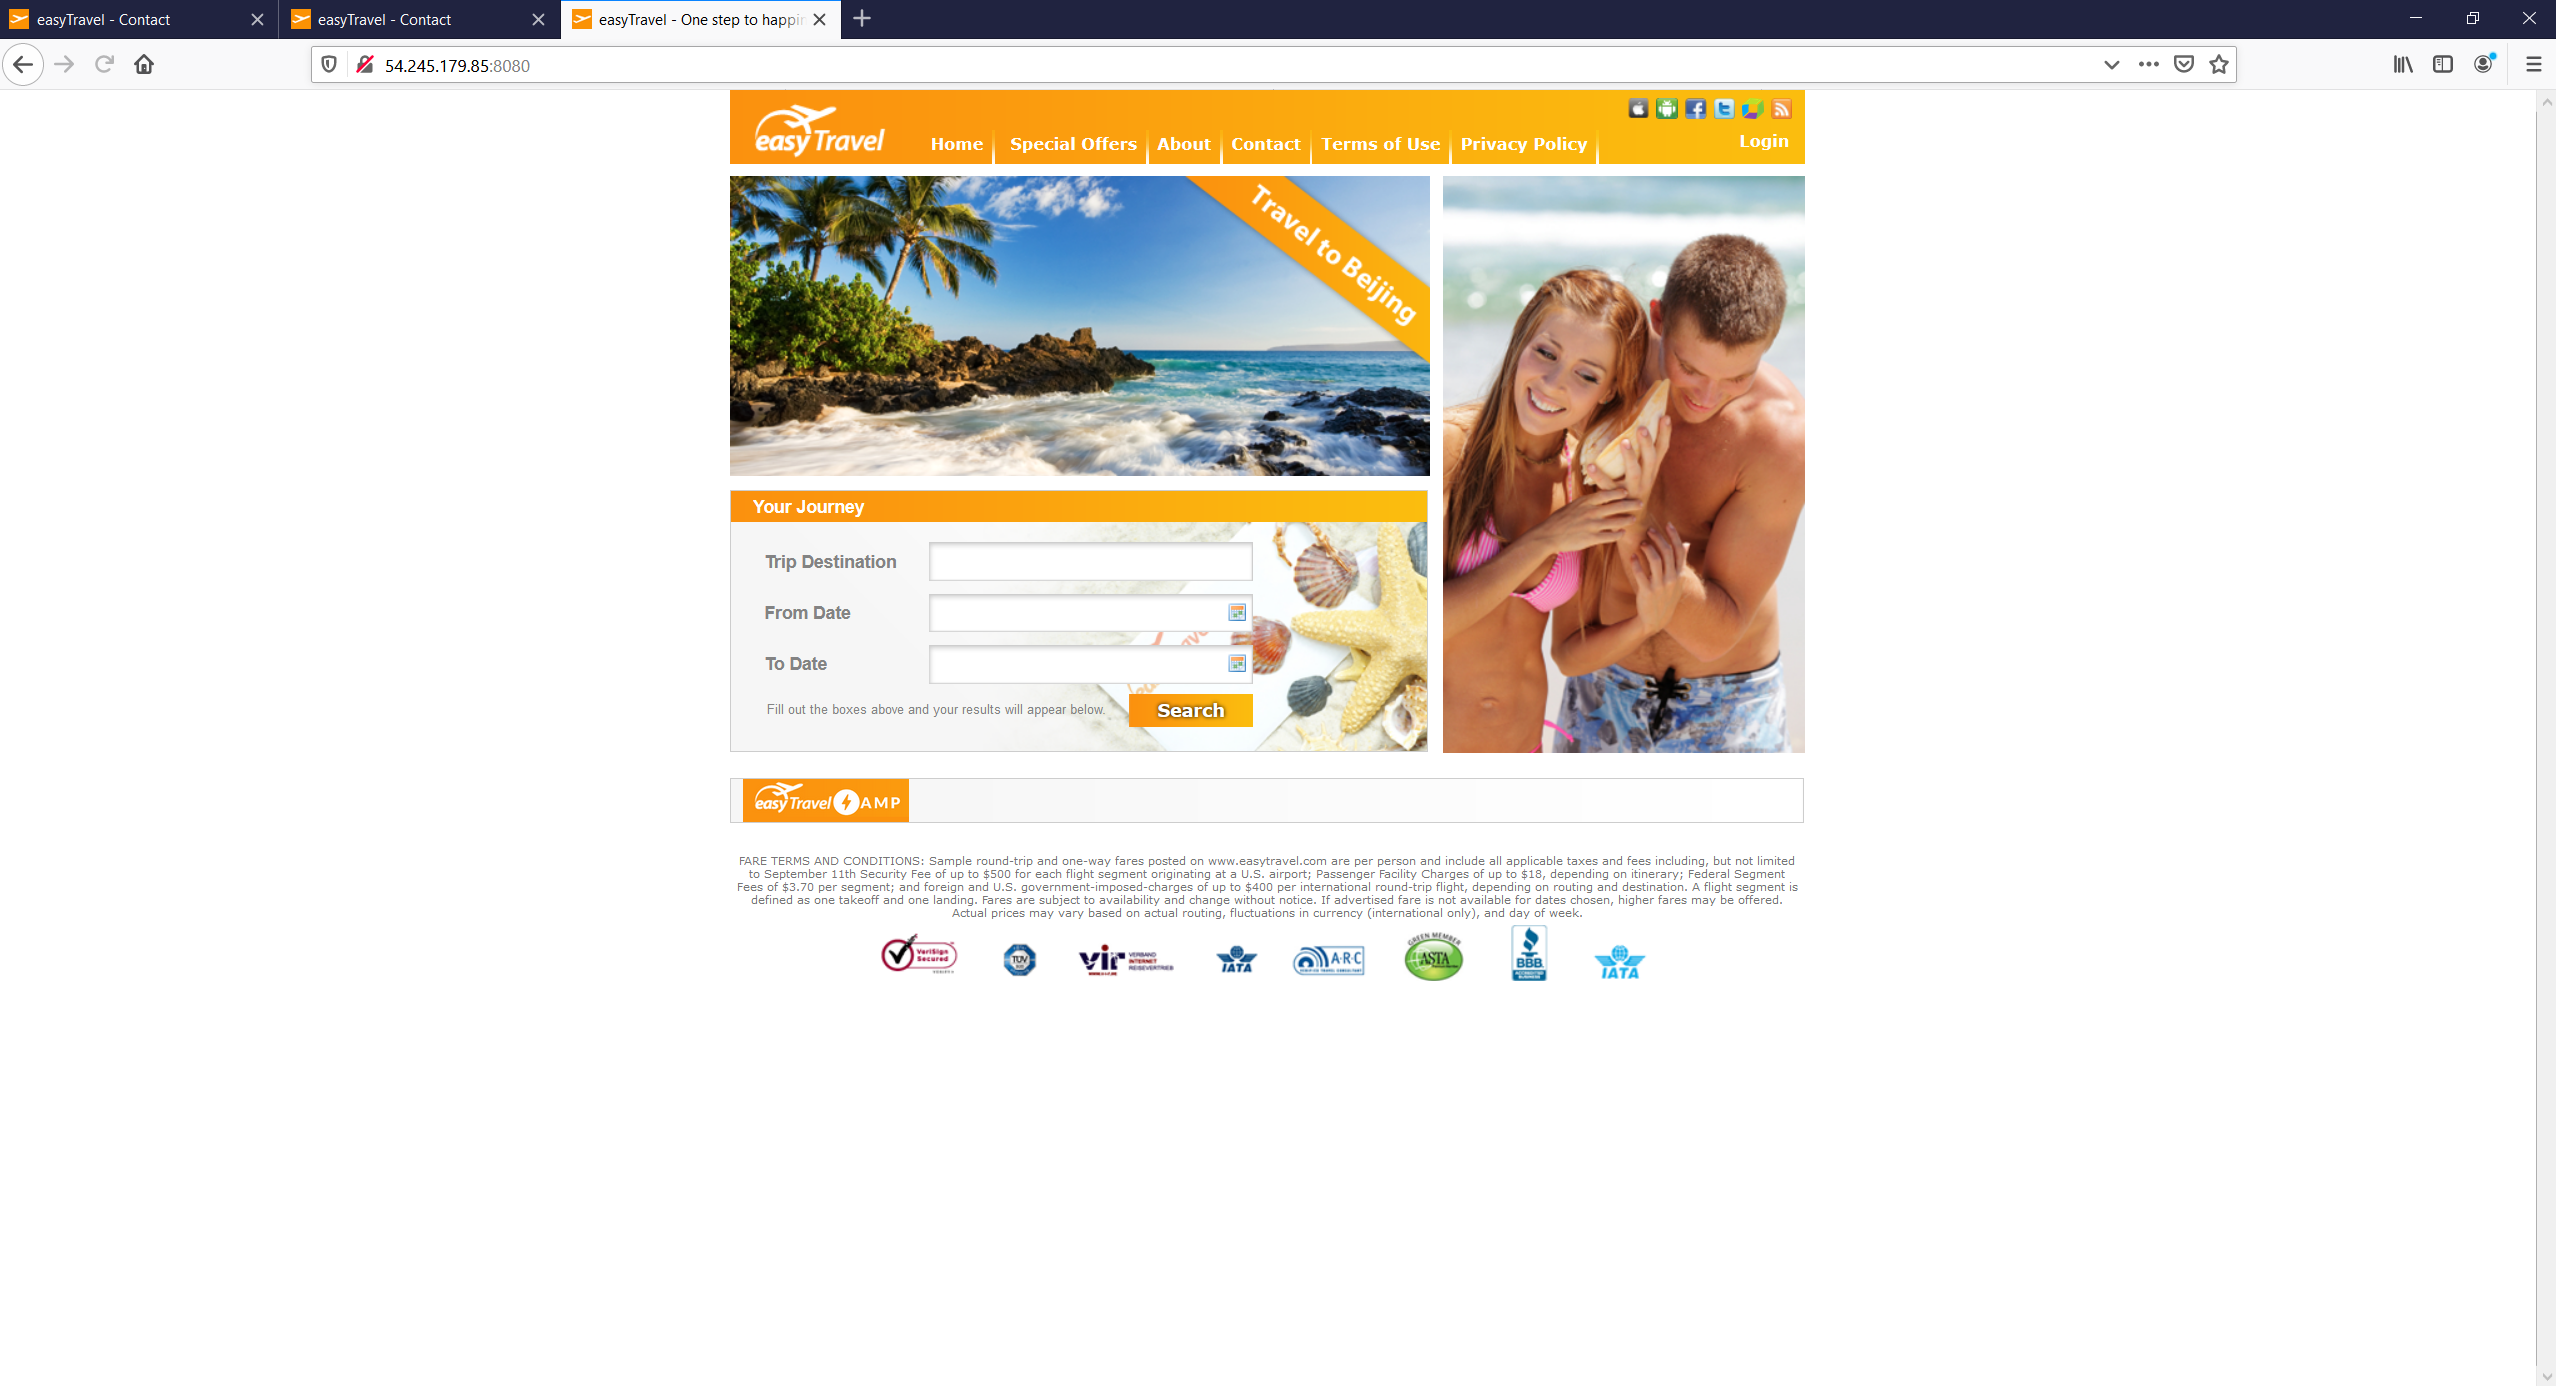 easyTravel - Contact
easyTravel - Contact
easyTravel - One step to happin
54.245.179.85:8080
easyTravel
Home
Special Offers
About
Contact
Terms of Use
Privacy Policy
Login
Travel to Beijing
Your Journey
Trip Destination
From Date
To Date
Fill out the boxes above and your results will appear below.
Search
easyTravel AMP
FARE TERMS AND CONDITIONS: Sample round-trip and one-way fares posted on www.easytravel.com are per person and include all applicable taxes and fees including, but not limited
to September 11th Security Fee of up to $500 for each flight segment originating at a U.S. airport; Passenger Facility Charges of up to $18, depending on itinerary; Federal Segment
Fees of $3.70 per segment; and foreign and U.S. government-imposed-charges of up to $400 per international round-trip flight, depending on routing and destination. A flight segment is
defined as one takeoff and one landing. Fares are subject to availability and change without notice. If advertised fare is not available for dates chosen, higher fares may be offered.
Actual prices may vary based on actual routing, fluctuations in currency (international only), and day of week.
VeriSign
Secured
TÜV
vir
VERBAND
INTERNET
REISEVERTRIEB
IATA
A·R·C
GREEN MEMBER
ASTA
BBB
ACCREDITED
BUSINESS
IATA